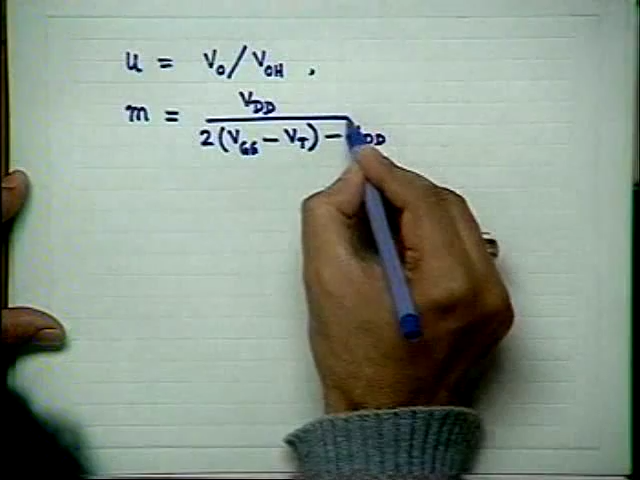 u = V₀/V_OH ,
m = V_DD / 2(V_GG − V_T) − V_DD